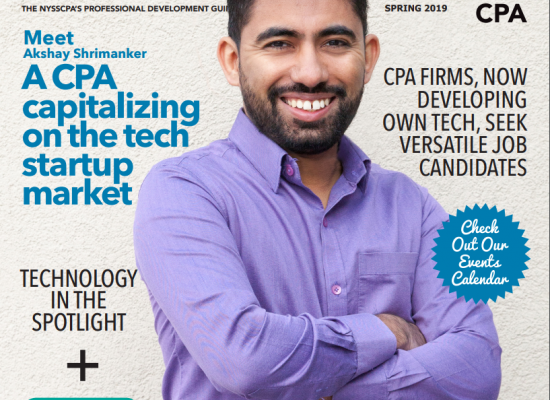 THE NYSSCPA'S PROFESSIONAL DEVELOPMENT
SPRING 2019
CPA
Meet
Akshay Shrimanker
A CPA
capitalizing
on the tech
startup
market
CPA FIRMS, NOW
DEVELOPING
OWN TECH, SEEK
VERSATILE JOB
CANDIDATES
Check
Out Our
Events
Calendar
TECHNOLOGY
IN THE
SPOTLIGHT
+